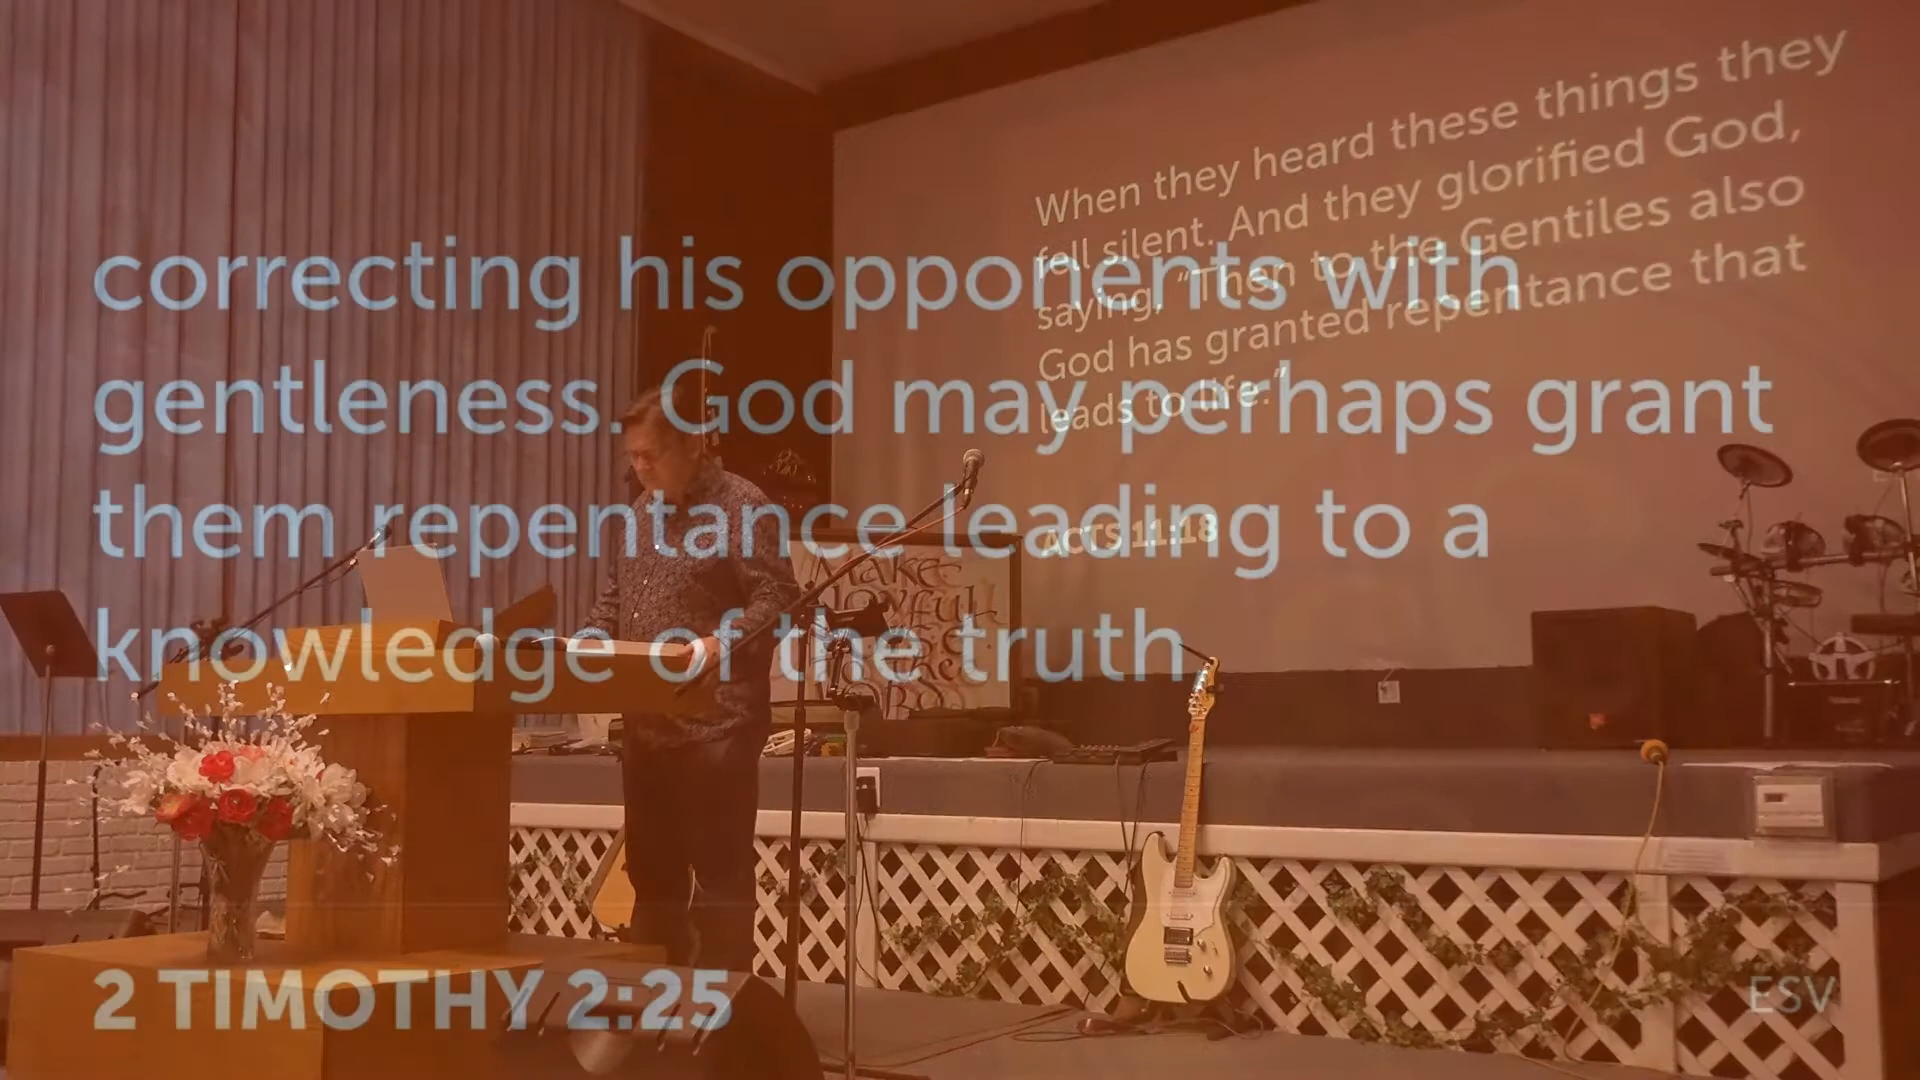 When they heard these things they
fell silent. And they glorified God,
saying, “Then to the Gentiles also
God has granted repentance that
leads to life.”
ACTS 11:18
correcting his opponents with
gentleness. God may perhaps grant
them repentance leading to a
knowledge of the truth,
2 TIMOTHY 2:25
ESV
Make
Joyful